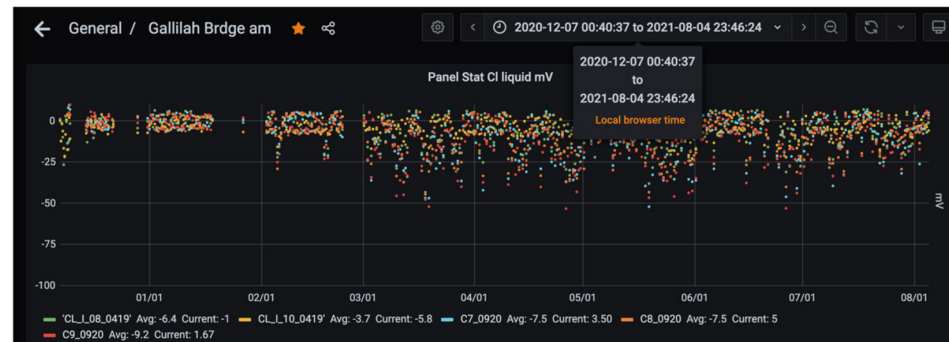 General / Gallilah Brdge am
2020-12-07 00:40:37 to 2021-08-04 23:46:24
2020-12-07 00:40:37
to
2021-08-04 23:46:24
Local browser time
Panel Stat Cl liquid mV
0
-25
-50
-75
-100
mV
01/01 02/01 03/01 04/01 05/01 06/01 07/01 08/01
'CL_I_08_0419' Avg: -6.4 Current: -1 CL_I_10_0419' Avg: -3.7 Current: -5.8 C7_0920 Avg: -7.5 Current: 3.50 C8_0920 Avg: -7.5 Current: 5
C9_0920 Avg: -9.2 Current: 1.67